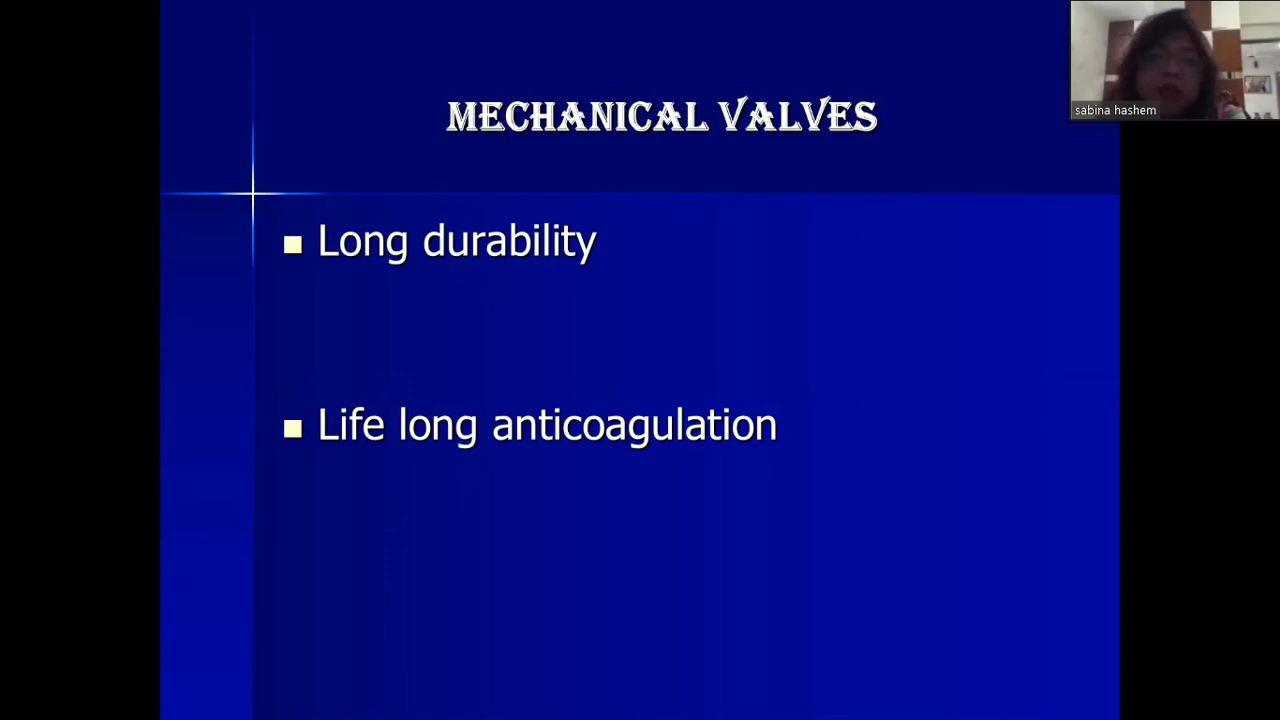 MECHANICAL VALVES
sabina hashem
Long durability
Life long anticoagulation